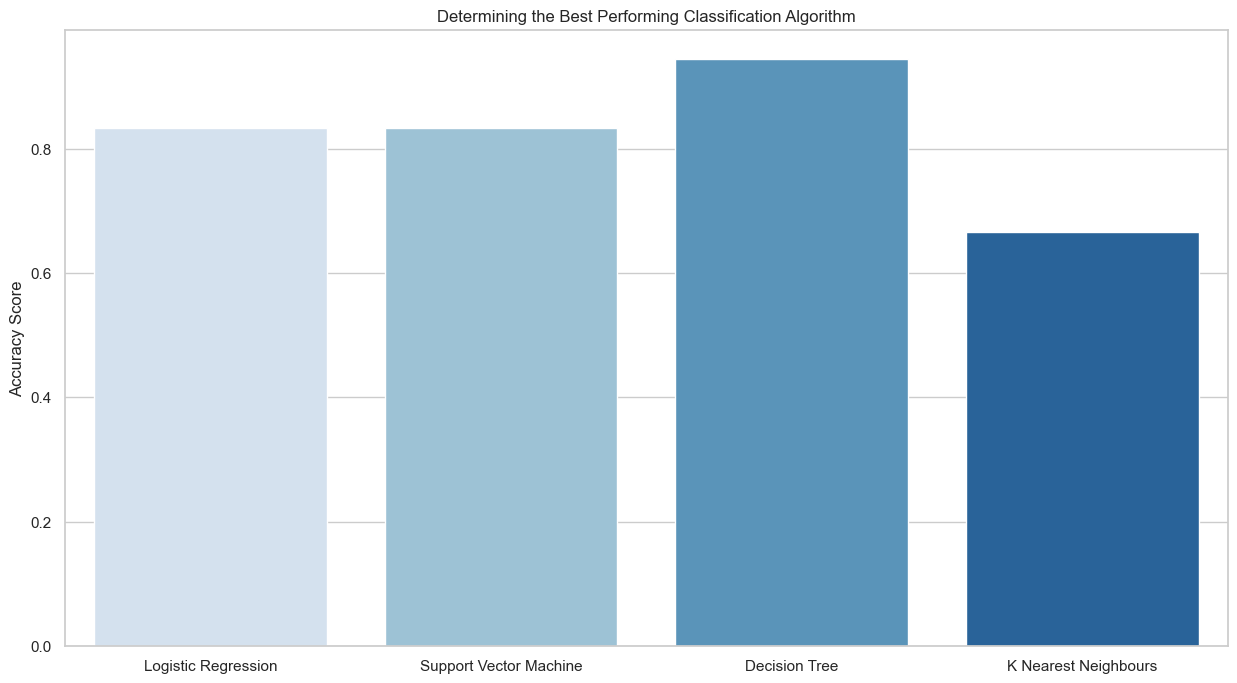 Determining the Best Performing Classification Algorithm
Accuracy Score
0.8
0.6
0.4
0.2
0.0
Logistic Regression
Support Vector Machine
Decision Tree
K Nearest Neighbours